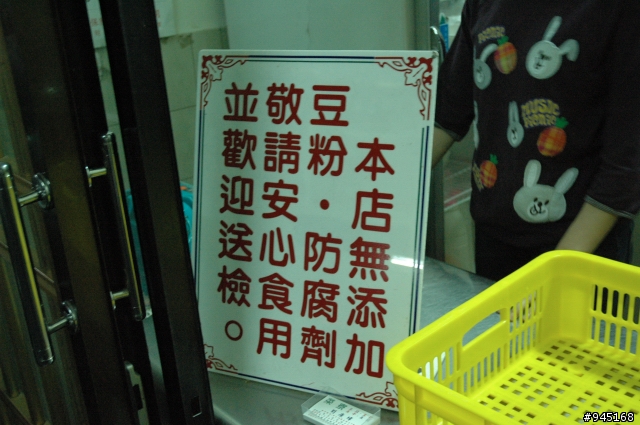 本店無添加
豆粉・防腐劑
敬請安心食用
並歡迎送檢。
#945168